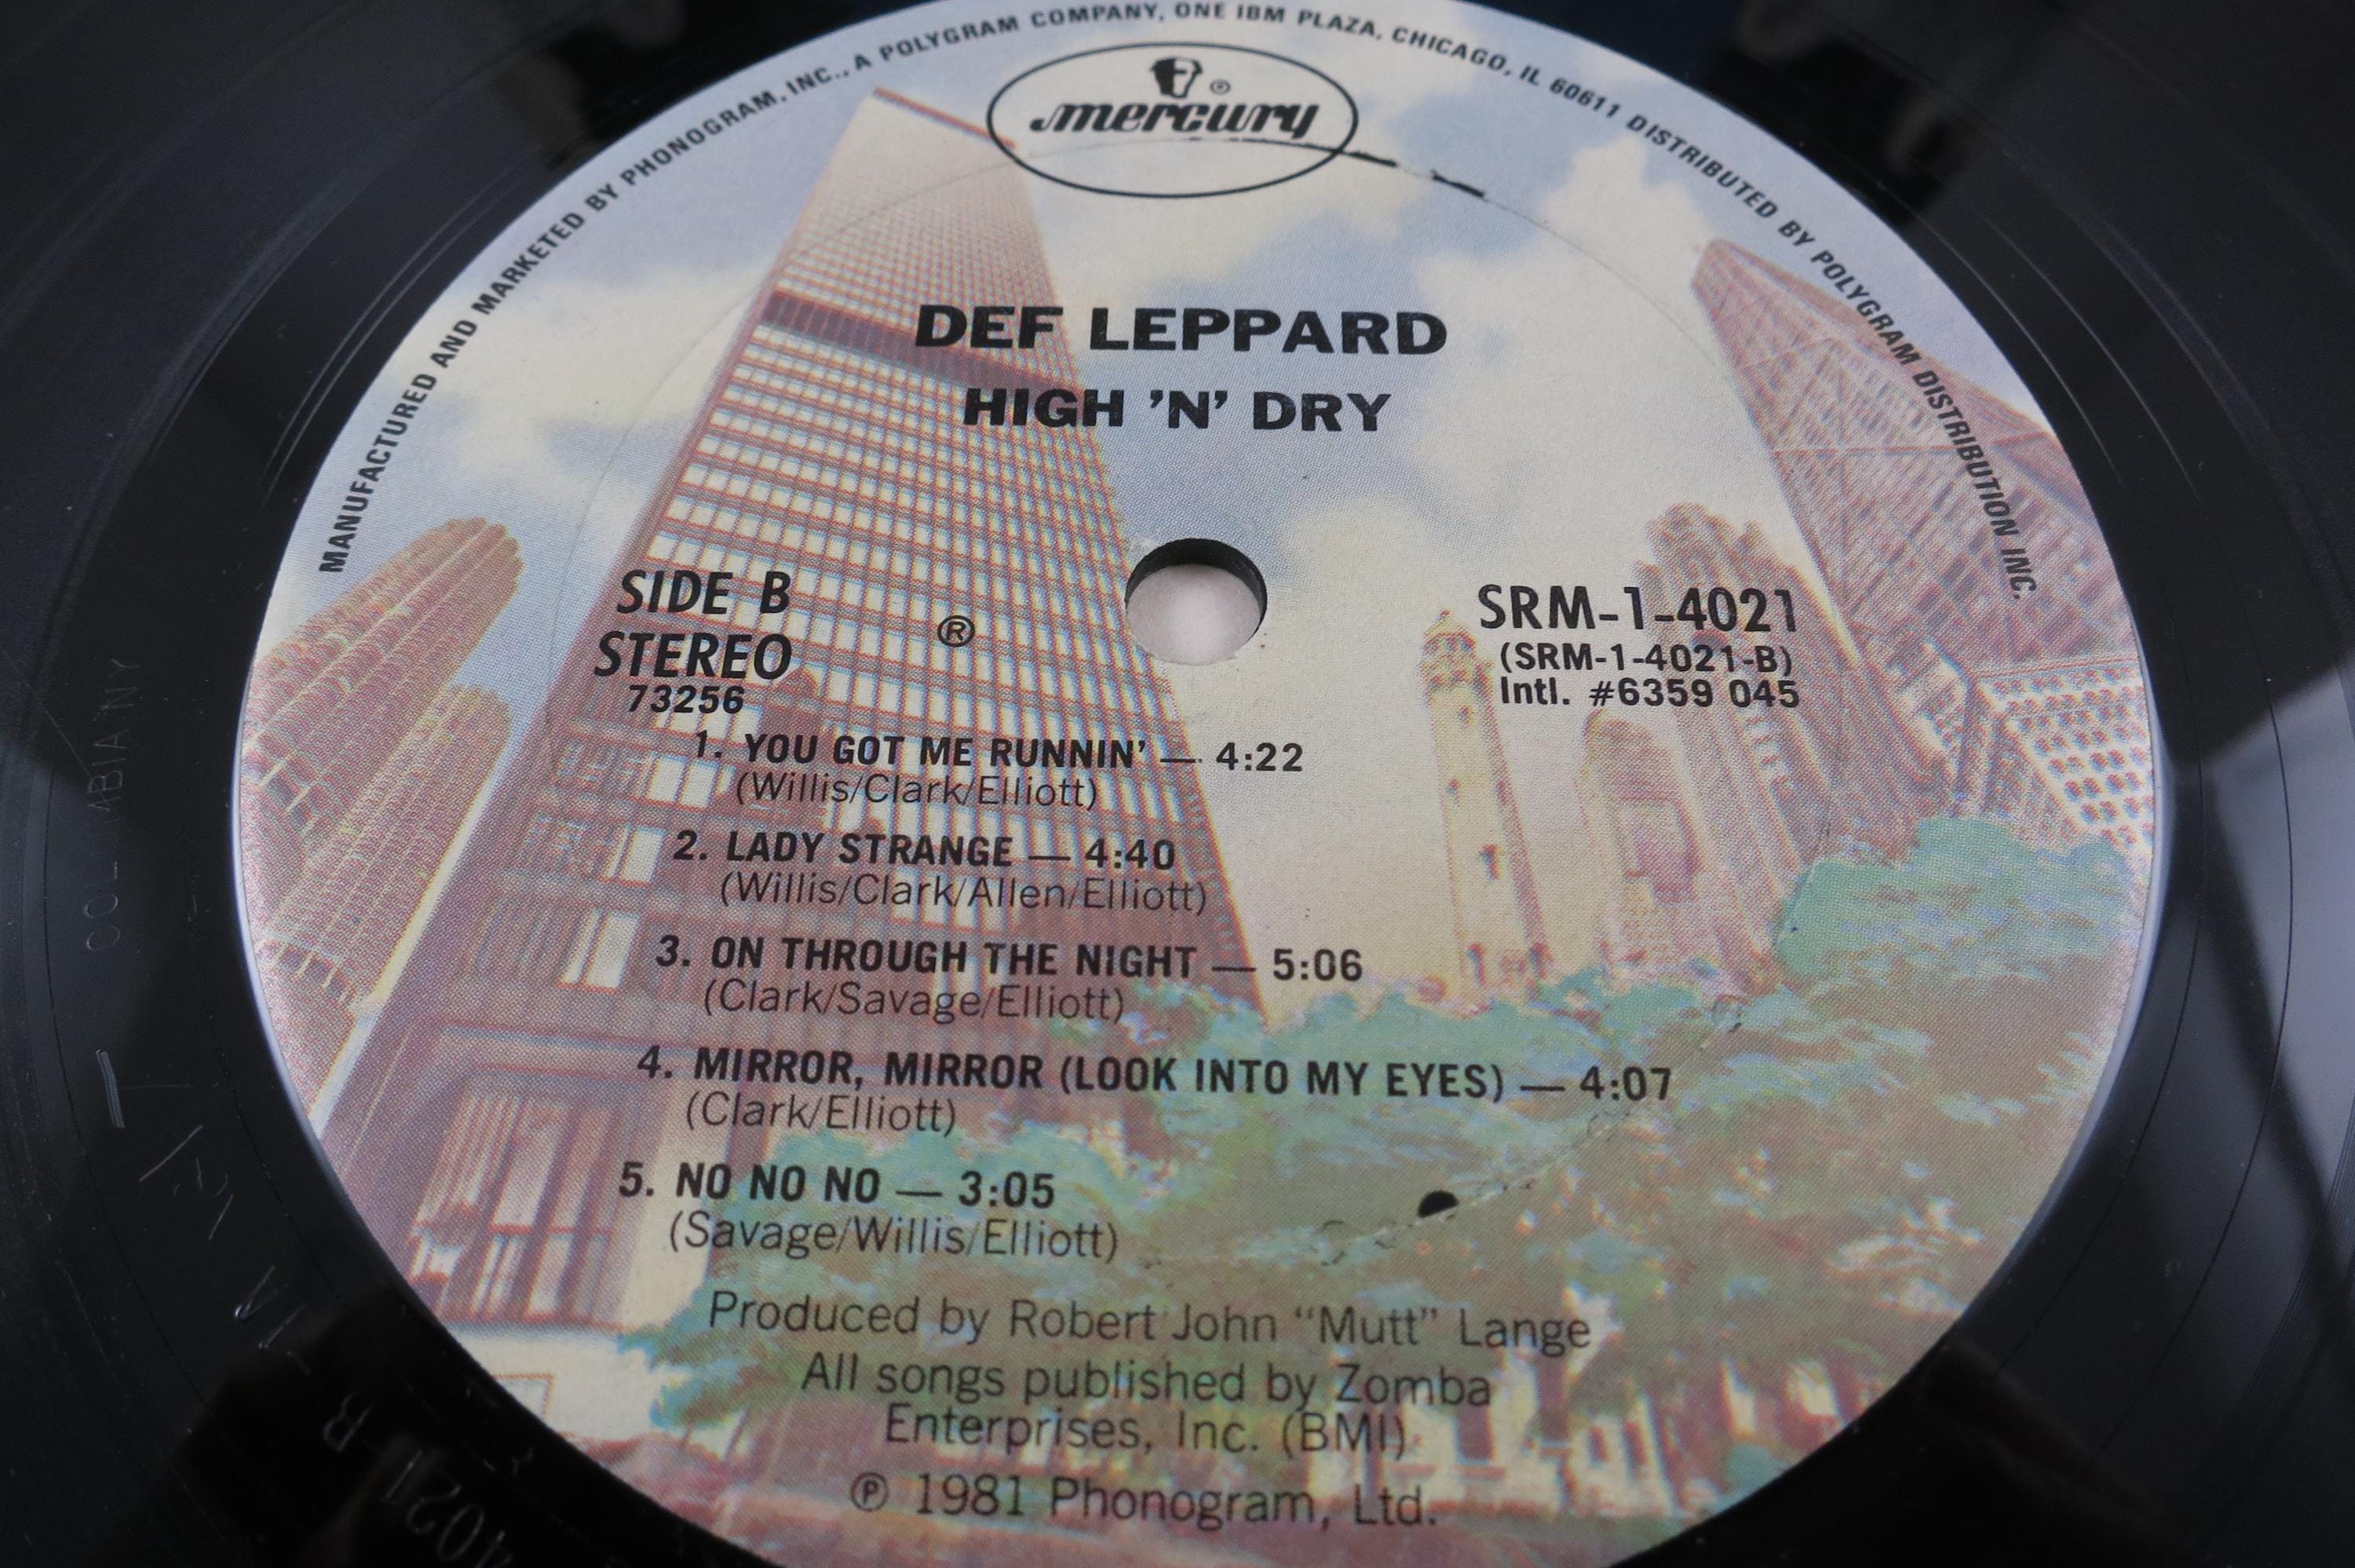 MANUFACTURED AND MARKETED BY PHONOGRAM, INC., A POLYGRAM COMPANY, ONE IBM PLAZA, CHICAGO, IL 60611 DISTRIBUTED BY POLYGRAM DISTRIBUTION INC.
mercury ®
DEF LEPPARD
HIGH 'N' DRY
SIDE B
STEREO
73256
®
SRM-1-4021
(SRM-1-4021-B)
Intl. #6359 045
1. YOU GOT ME RUNNIN' — 4:22
(Willis/Clark/Elliott)
2. LADY STRANGE — 4:40
(Willis/Clark/Allen/Elliott)
3. ON THROUGH THE NIGHT — 5:06
(Clark/Savage/Elliott)
4. MIRROR, MIRROR (LOOK INTO MY EYES) — 4:07
(Clark/Elliott)
5. NO NO NO — 3:05
(Savage/Willis/Elliott)
Produced by Robert John “Mutt” Lange
All songs published by Zomba
Enterprises, Inc. (BMI)
℗ 1981 Phonogram, Ltd.